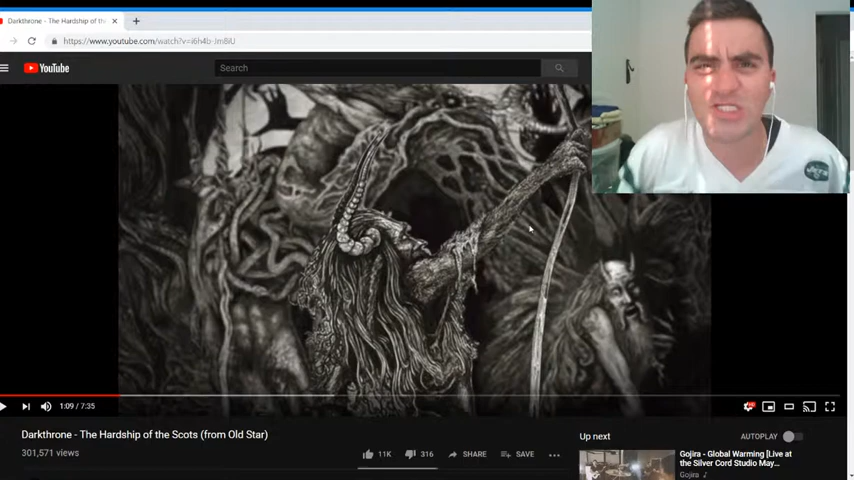 Darkthrone - The Hardship of th
https://www.youtube.com/watch?v=i6h4b-Jm8iU
YouTube
Search
JETS
1:09 / 7:35
Darkthrone - The Hardship of the Scots (from Old Star)
301,571 views
11K
316
SHARE
SAVE
Up next
AUTOPLAY
Gojira - Global Warming [Live at
the Silver Cord Studio May...
Gojira